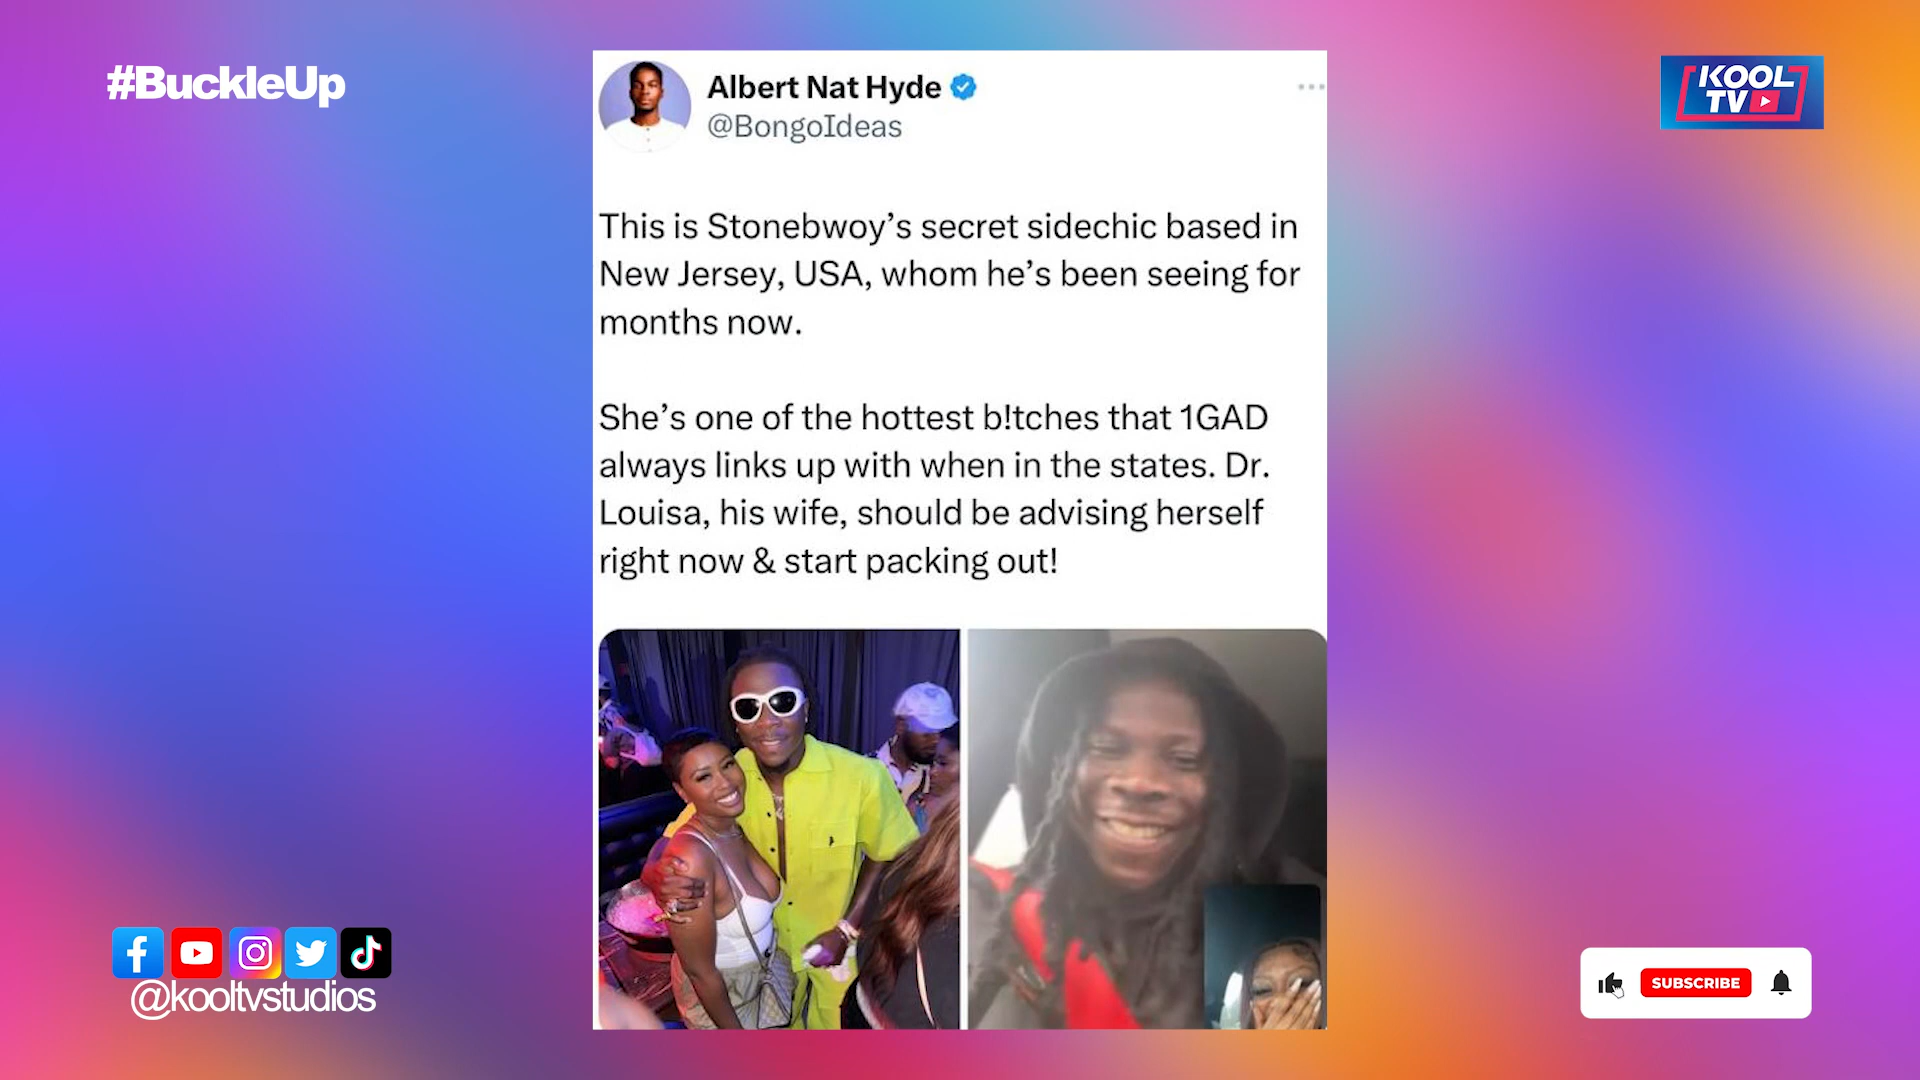 #BuckleUp
KOOL
TV
Albert Nat Hyde
@BongoIdeas
This is Stonebwoy’s secret sidechic based in
New Jersey, USA, whom he’s been seeing for
months now.
She’s one of the hottest b!tches that 1GAD
always links up with when in the states. Dr.
Louisa, his wife, should be advising herself
right now & start packing out!
@kooltvstudios
SUBSCRIBE